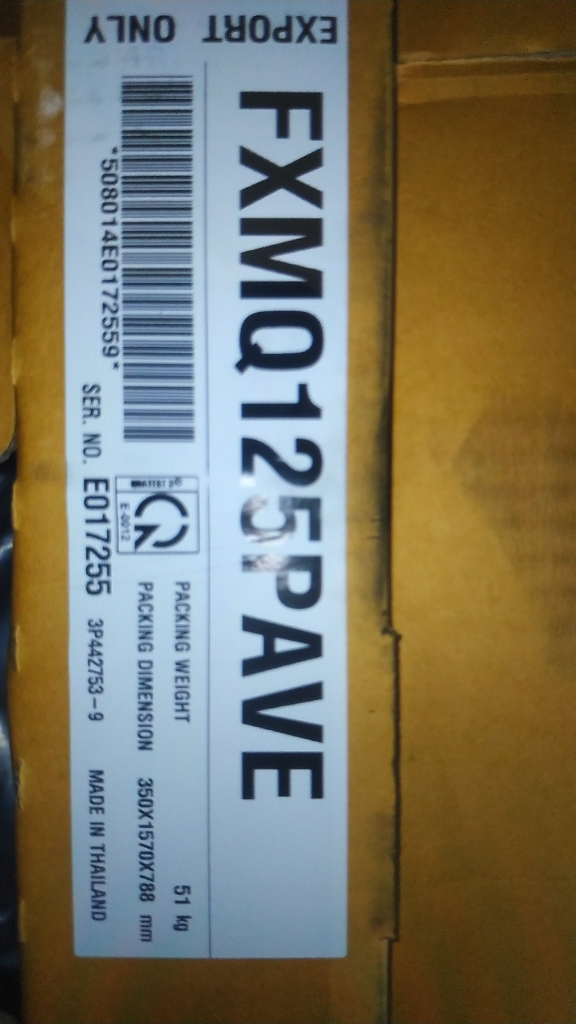 EXPORT ONLY
FXMQ125PAVE
*508014E0172559*
E-0012
PACKING WEIGHT 51 kg
PACKING DIMENSION 350X1570X788 mm
SER. NO. E017255 3P442753-9 MADE IN THAILAND